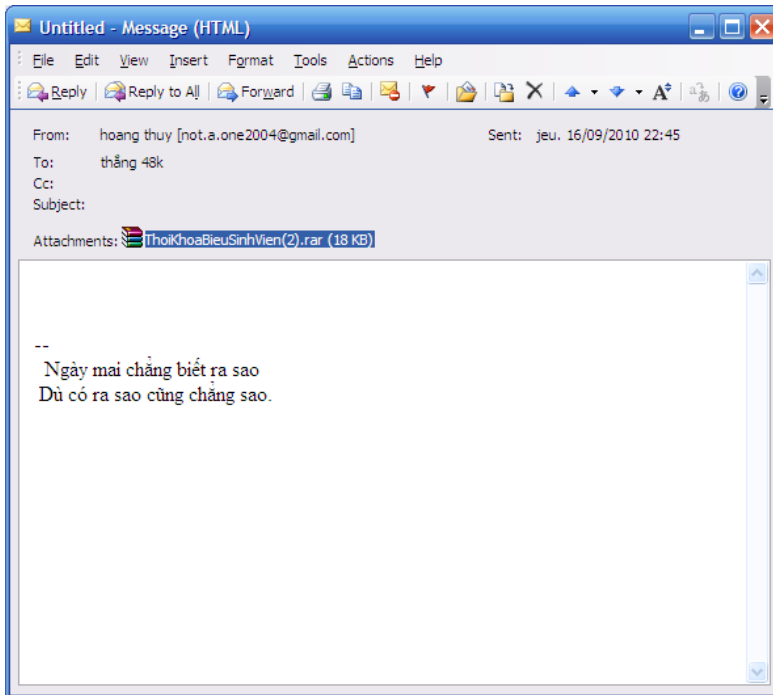 Untitled - Message (HTML)
File Edit View Insert Format Tools Actions Help
Reply Reply to All Forward
From: hoang thuy [not.a.one2004@gmail.com] Sent: jeu. 16/09/2010 22:45
To: thắng 48k
Cc:
Subject:
Attachments: ThoiKhoaBieuSinhVien(2).rar (18 KB)
--
Ngày mai chẳng biết ra sao
Dù có ra sao cũng chẳng sao.